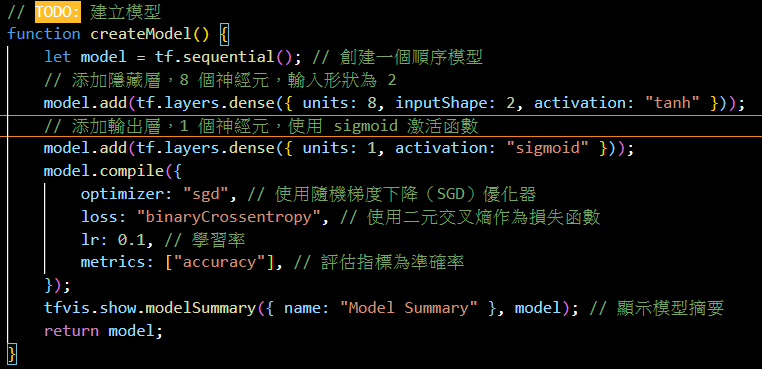 // TODO: 建立模型
function createModel() {
    let model = tf.sequential(); // 創建一個順序模型
    // 添加隱藏層，8 個神經元，輸入形狀為 2
    model.add(tf.layers.dense({ units: 8, inputShape: 2, activation: "tanh" }));
    // 添加輸出層，1 個神經元，使用 sigmoid 激活函數
    model.add(tf.layers.dense({ units: 1, activation: "sigmoid" }));
    model.compile({
        optimizer: "sgd", // 使用隨機梯度下降（SGD）優化器
        loss: "binaryCrossentropy", // 使用二元交叉熵作為損失函數
        lr: 0.1, // 學習率
        metrics: ["accuracy"], // 評估指標為準確率
    });
    tfvis.show.modelSummary({ name: "Model Summary" }, model); // 顯示模型摘要
    return model;
}